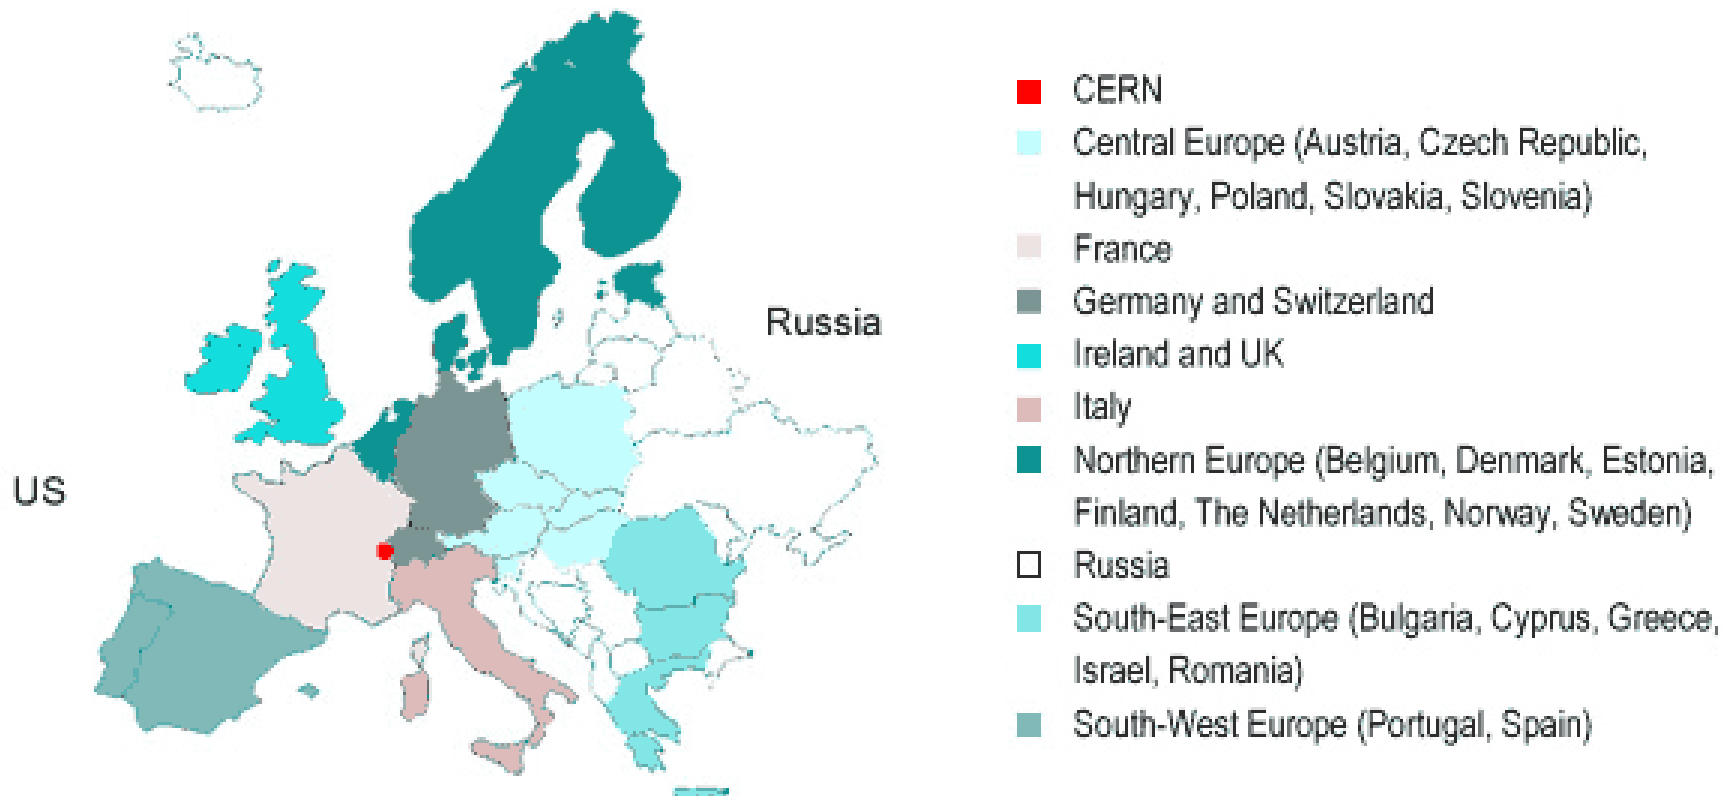 CERN
Central Europe (Austria, Czech Republic,
Hungary, Poland, Slovakia, Slovenia)
France
Germany and Switzerland
Russia
Ireland and UK
Italy
Northern Europe (Belgium, Denmark, Estonia,
US
Finland, The Netherlands, Norway, Sweden)
Russia
South-East Europe (Bulgaria, Cyprus, Greece,
Israel, Romania)
South-West Europe (Portugal, Spain)